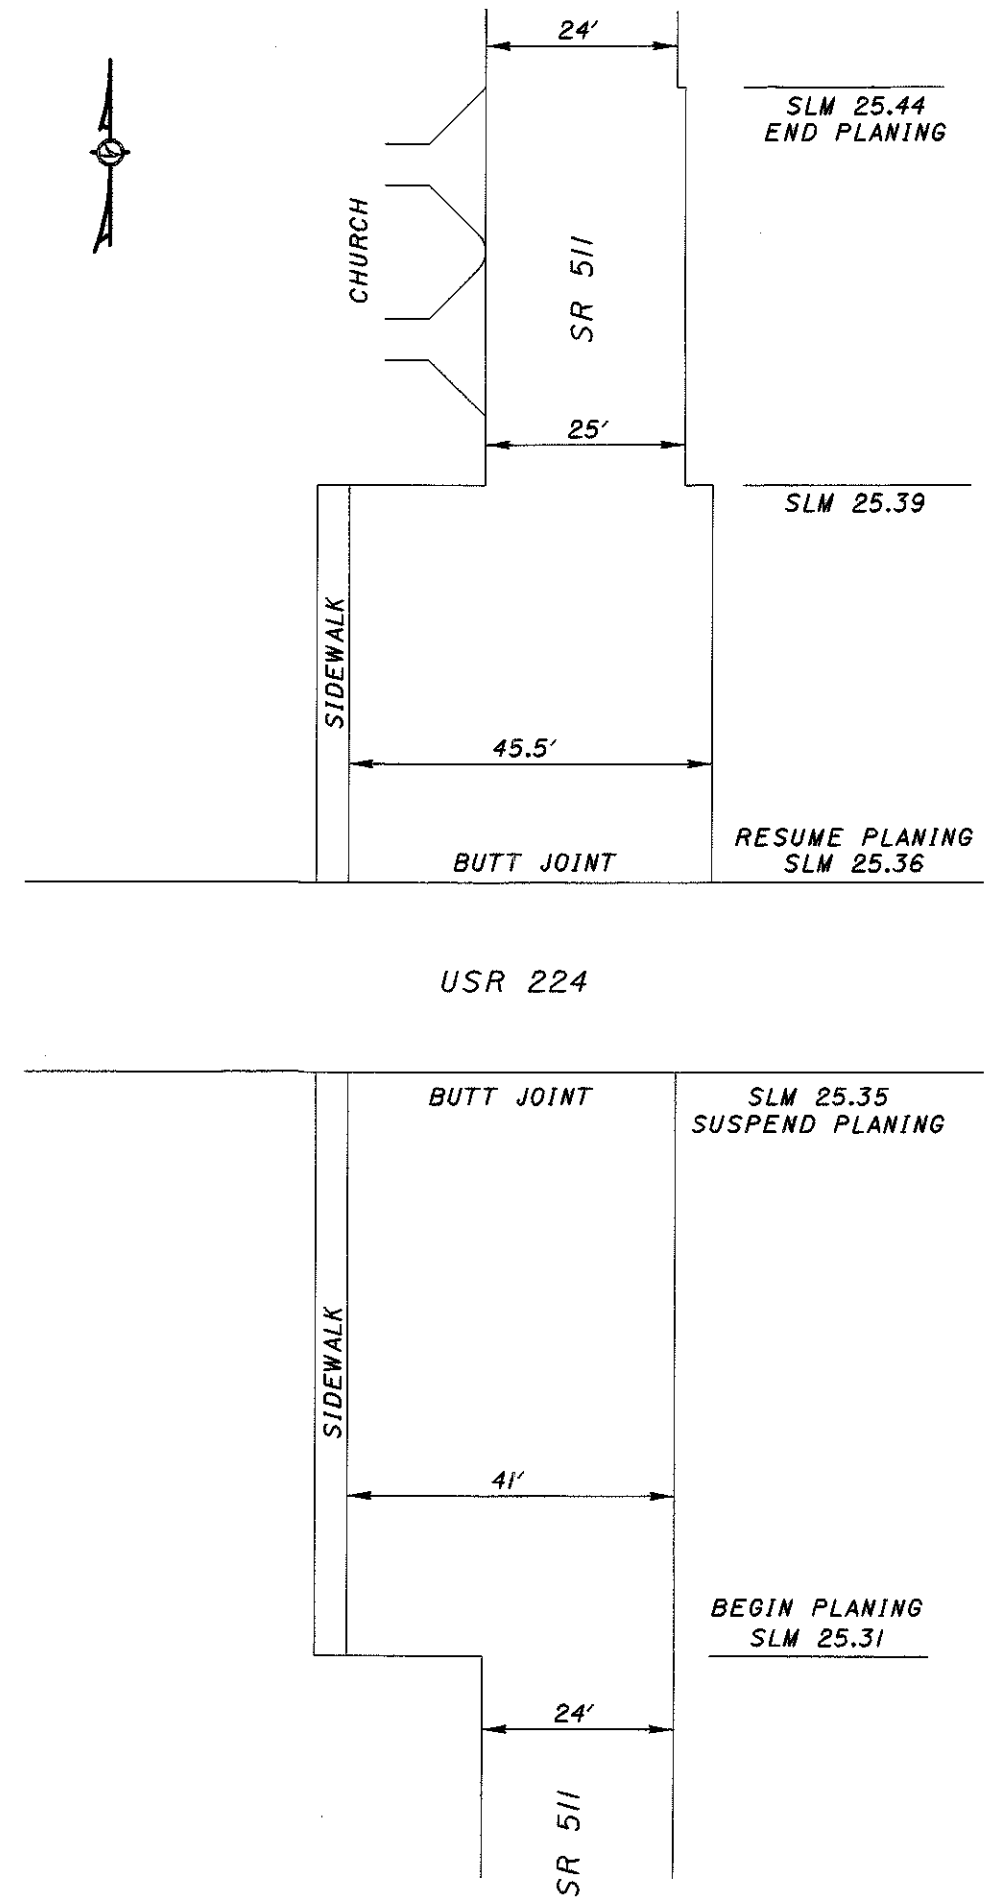 24'
SLM 25.44
END PLANING
CHURCH
SR 511
25'
SLM 25.39
SIDEWALK
45.5'
RESUME PLANING
SLM 25.36
BUTT JOINT
USR 224
BUTT JOINT
SLM 25.35
SUSPEND PLANING
SIDEWALK
41'
BEGIN PLANING
SLM 25.31
24'
SR 511